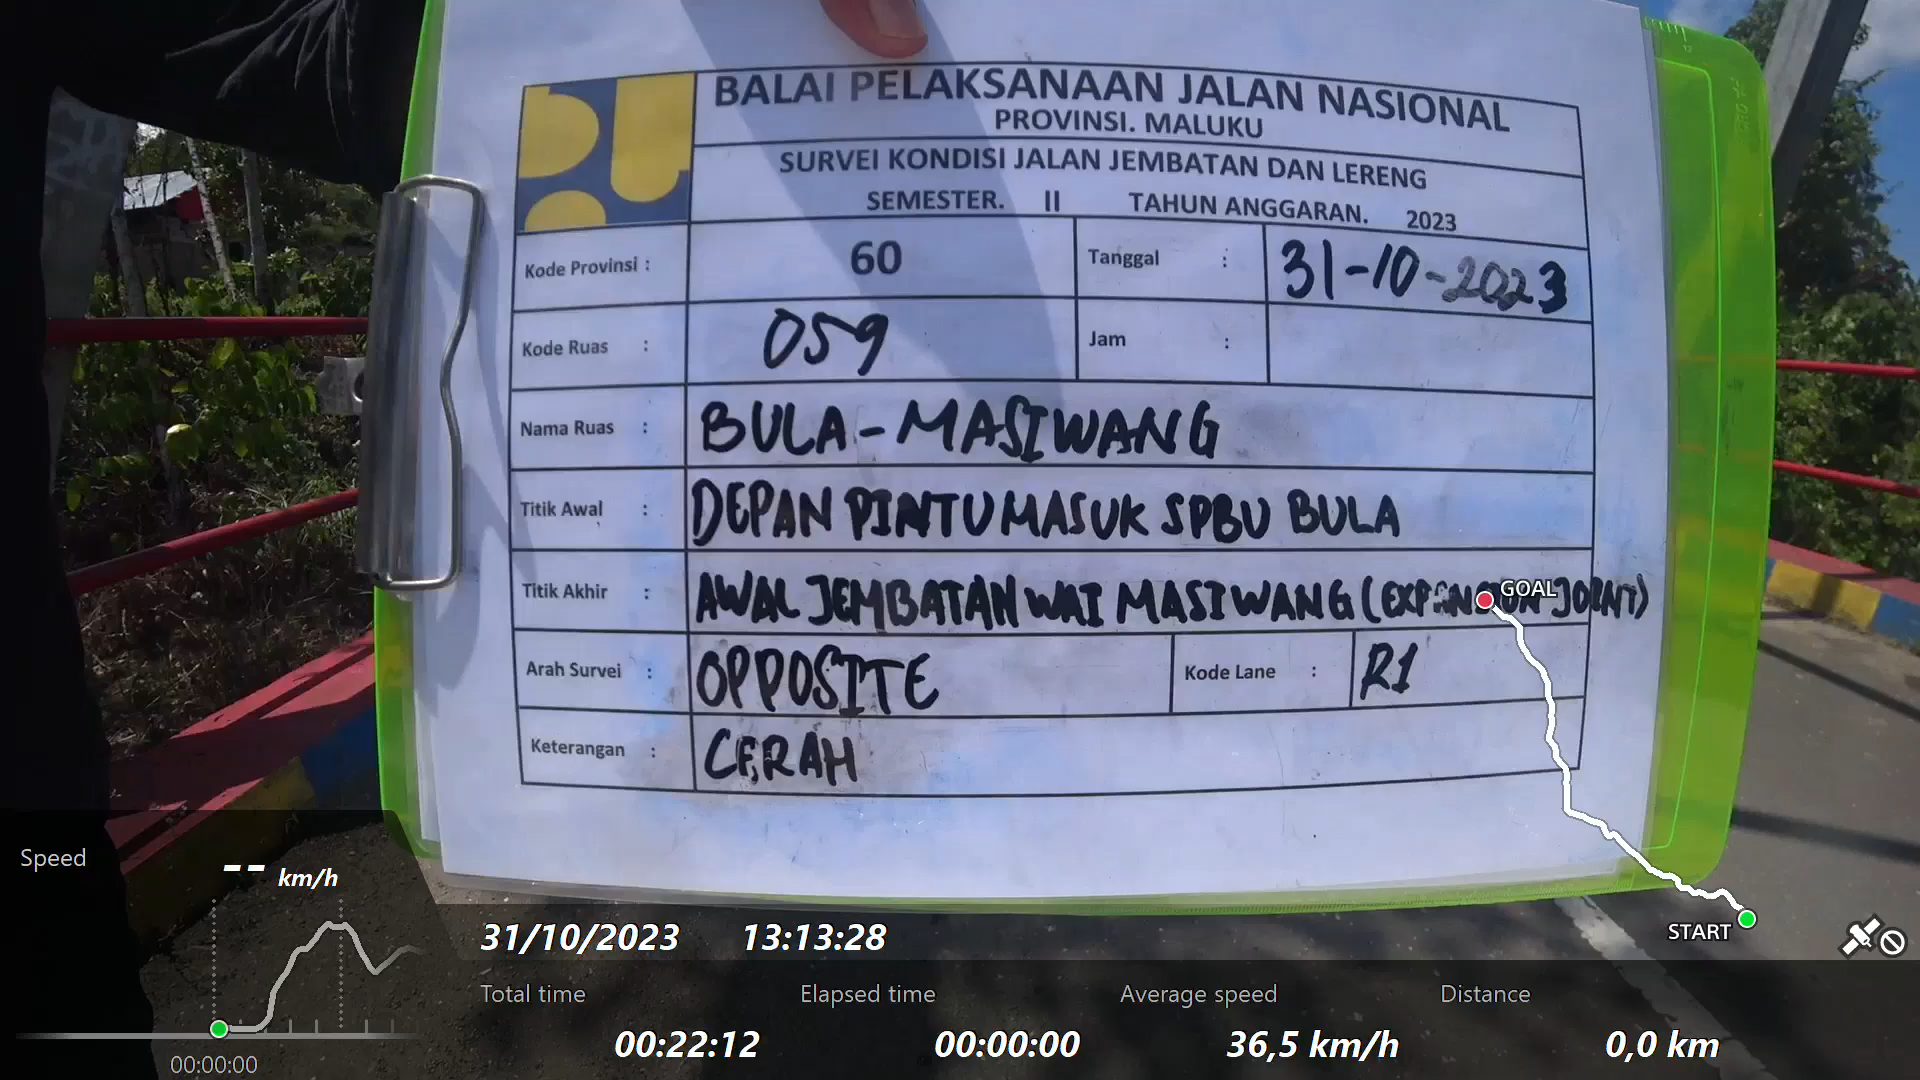 BALAI PELAKSANAAN JALAN NASIONAL
PROVINSI. MALUKU
SURVEI KONDISI JALAN JEMBATAN DAN LERENG
SEMESTER. II TAHUN ANGGARAN. 2023
Kode Provinsi : 60 Tanggal : 31-10-2023
Kode Ruas : 059 Jam :
Nama Ruas : BULA-MASIWANG
Titik Awal : DEPAN PINTU MASUK SPBU BULA
Titik Akhir : AWAL JEMBATAN WAI MASIWANG (EXPANSION JOINT)
GOAL
Arah Survei : OPPOSITE Kode Lane : R1
Keterangan : CERAH
Speed
-- km/h
START
31/10/2023 13:13:28
Total time Elapsed time Average speed Distance
00:22:12 00:00:00 36,5 km/h 0,0 km
00:00:00